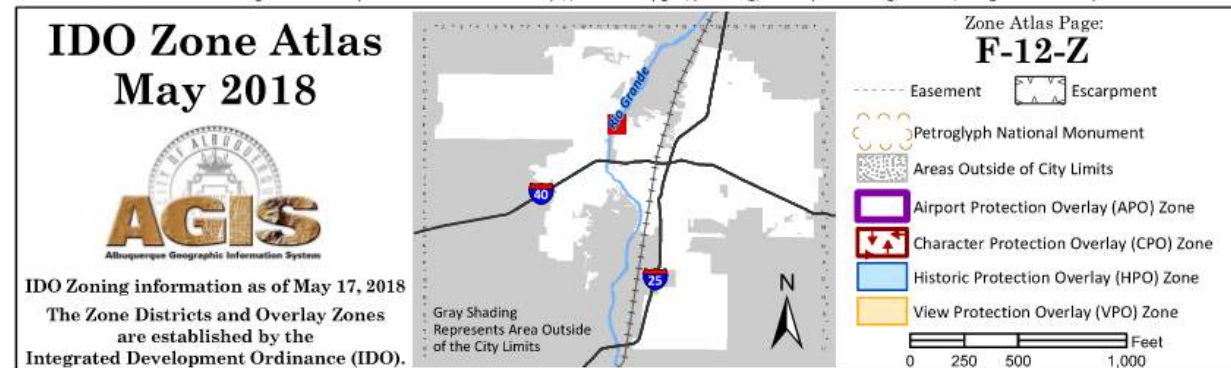 IDO Zone Atlas
May 2018
CITY OF ALBUQUERQUE
AGIS
Albuquerque Geographic Information System
IDO Zoning information as of May 17, 2018
The Zone Districts and Overlay Zones
are established by the
Integrated Development Ordinance (IDO).
Rio Grande
40
25
N
Gray Shading
Represents Area Outside
of the City Limits
Zone Atlas Page:
F-12-Z
Easement
Escarpment
Petroglyph National Monument
Areas Outside of City Limits
Airport Protection Overlay (APO) Zone
Character Protection Overlay (CPO) Zone
Historic Protection Overlay (HPO) Zone
View Protection Overlay (VPO) Zone
Feet
0 250 500 1,000